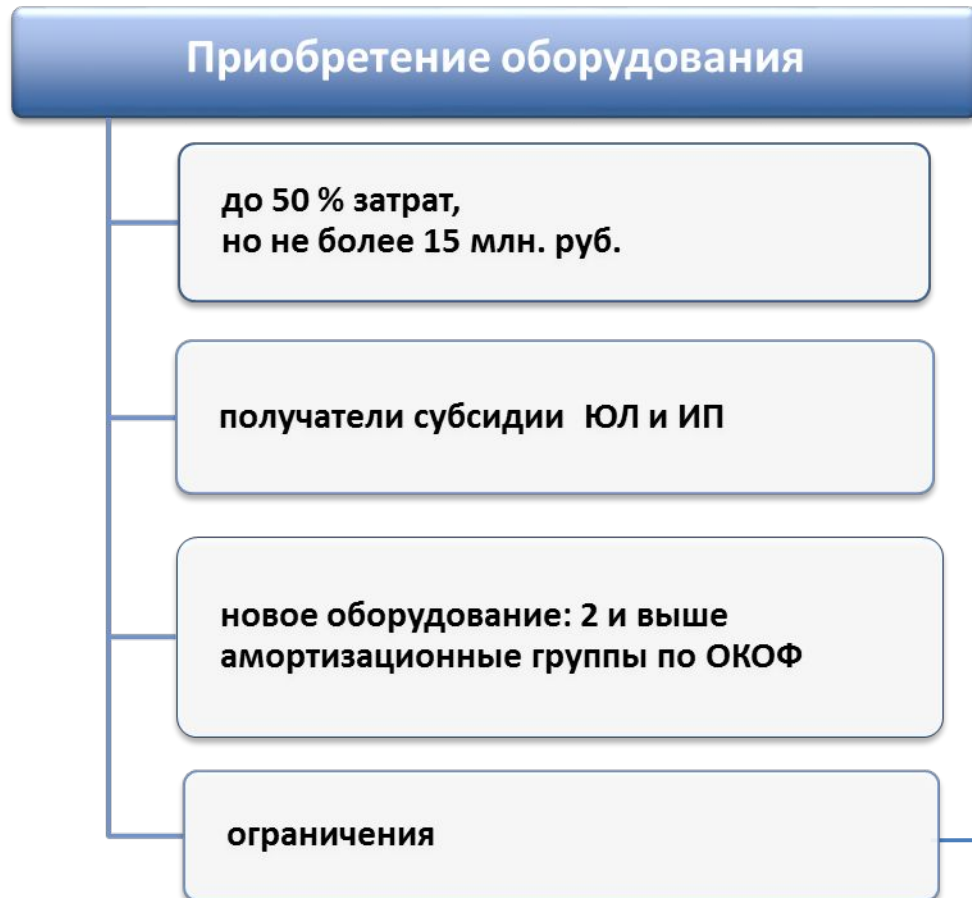 Приобретение оборудования
до 50 % затрат,
но не более 15 млн. руб.
получатели субсидии ЮЛ и ИП
новое оборудование: 2 и выше
амортизационные группы по ОКОФ
ограничения